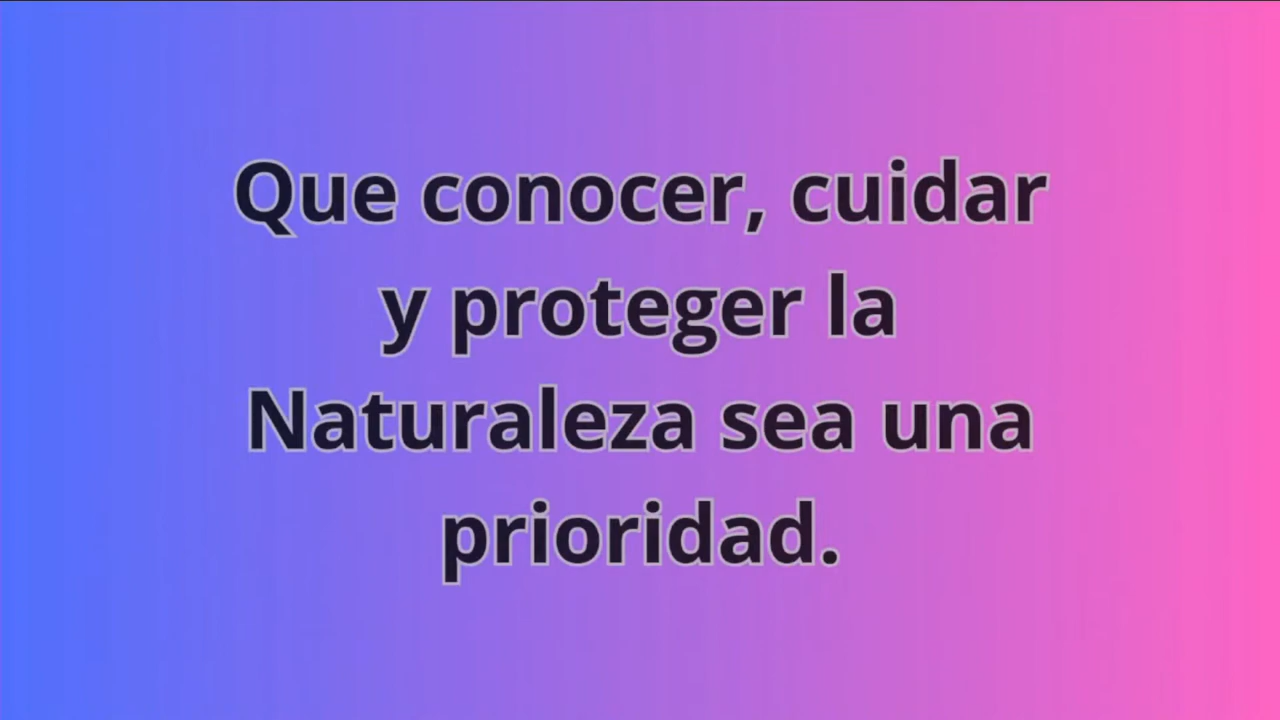 Que conocer, cuidar
y proteger la
Naturaleza sea una
prioridad.